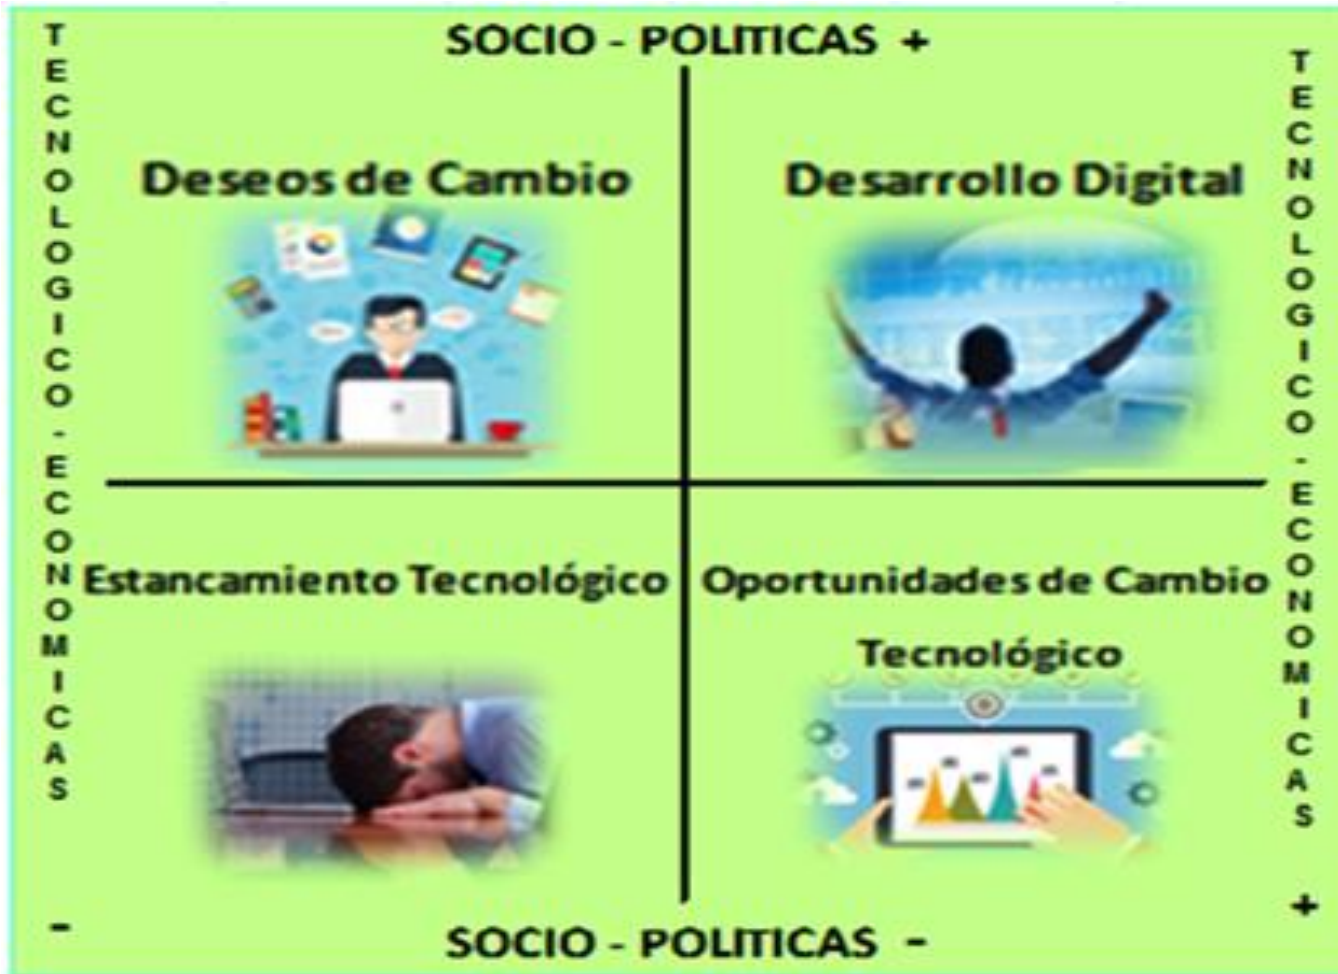 SOCIO - POLITICAS +
TECNOLOGICO - ECONOMICAS -
Deseos de Cambio
Desarrollo Digital
Estancamiento Tecnológico
Oportunidades de Cambio
Tecnológico
TECNOLOGICO - ECONOMICAS +
SOCIO - POLITICAS -